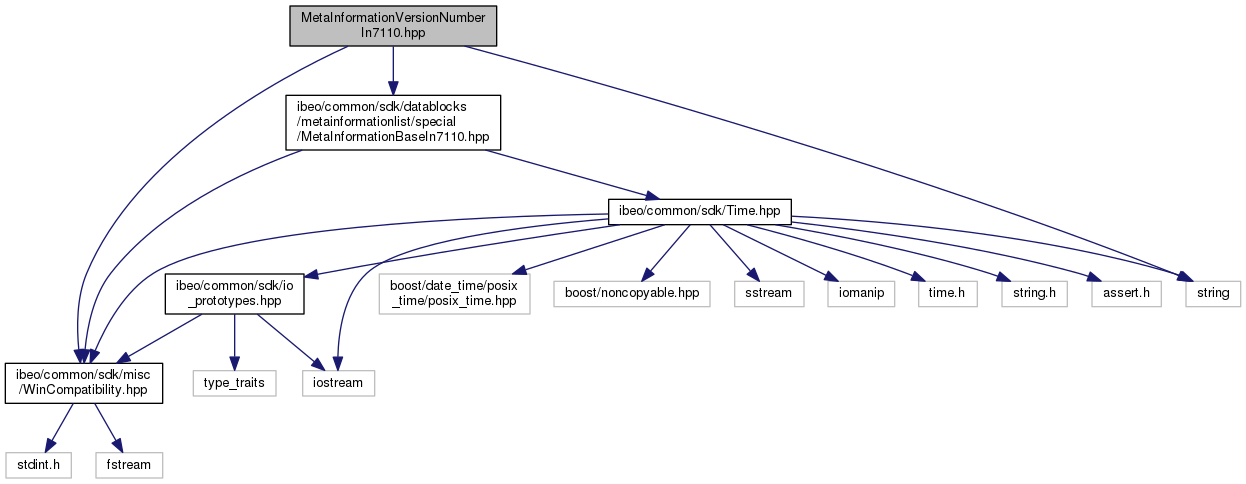 MetaInformationVersionNumber
In7110.hpp
ibeo/common/sdk/datablocks
/metainformationlist/special
/MetaInformationBaseIn7110.hpp
ibeo/common/sdk/Time.hpp
ibeo/common/sdk/io
_prototypes.hpp
boost/date_time/posix
_time/posix_time.hpp
boost/noncopyable.hpp
sstream
iomanip
time.h
string.h
assert.h
string
ibeo/common/sdk/misc
/WinCompatibility.hpp
type_traits
iostream
stdint.h
fstream